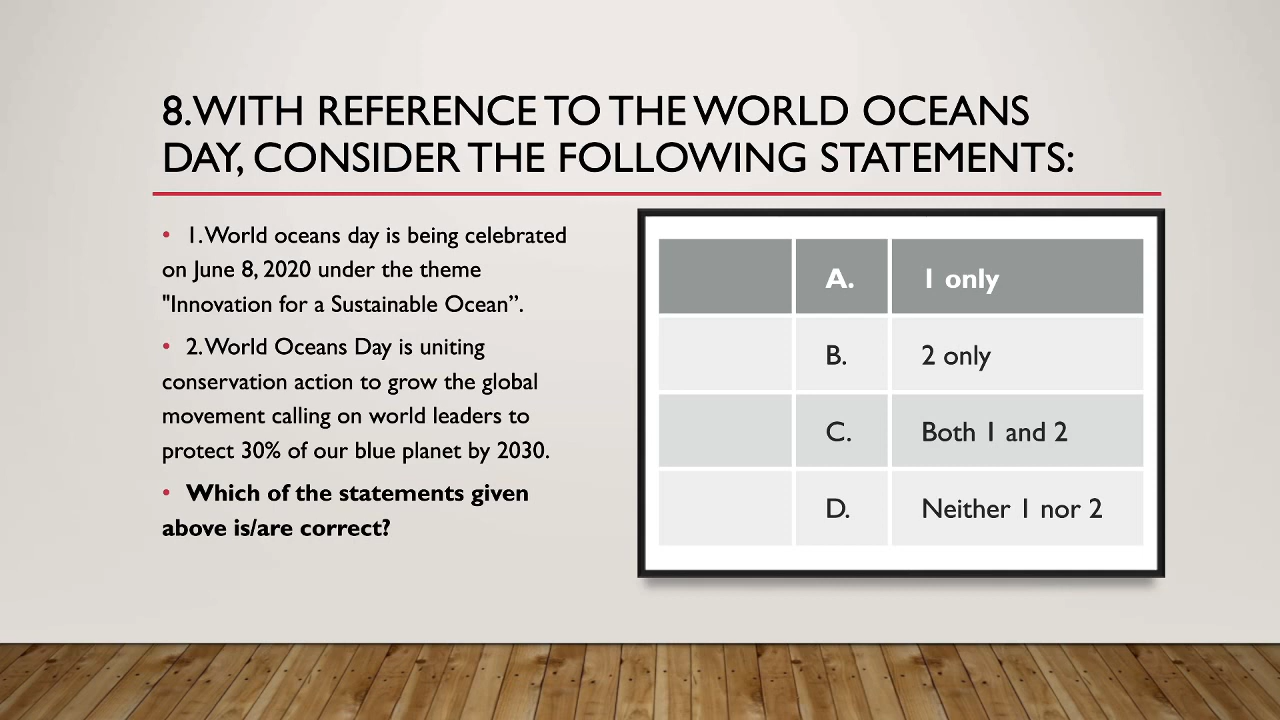 8. WITH REFERENCE TO THE WORLD OCEANS
DAY, CONSIDER THE FOLLOWING STATEMENTS:
• 1. World oceans day is being celebrated
on June 8, 2020 under the theme
"Innovation for a Sustainable Ocean”.
• 2. World Oceans Day is uniting
conservation action to grow the global
movement calling on world leaders to
protect 30% of our blue planet by 2030.
• Which of the statements given
above is/are correct?
A. 1 only
B. 2 only
C. Both 1 and 2
D. Neither 1 nor 2